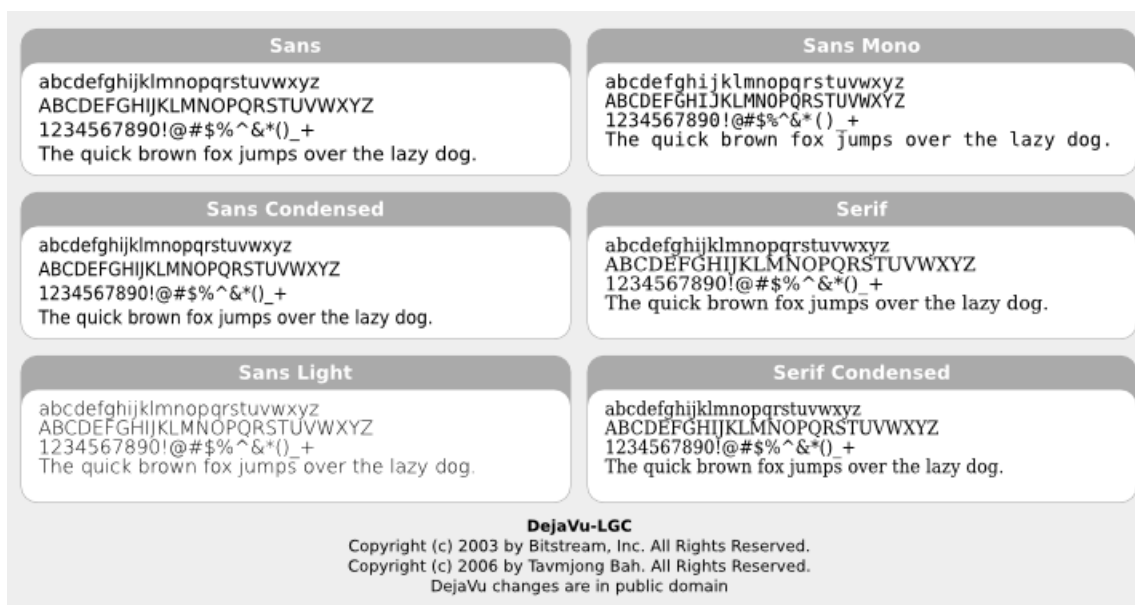 Sans
abcdefghijklmnopqrstuvwxyz
ABCDEFGHIJKLMNOPQRSTUVWXYZ
1234567890!@#$%^&*()_+
The quick brown fox jumps over the lazy dog.
Sans Mono
abcdefghijklmnopqrstuvwxyz
ABCDEFGHIJKLMNOPQRSTUVWXYZ
1234567890!@#$%^&*()_+
The quick brown fox jumps over the lazy dog.
Sans Condensed
abcdefghijklmnopqrstuvwxyz
ABCDEFGHIJKLMNOPQRSTUVWXYZ
1234567890!@#$%^&*()_+
The quick brown fox jumps over the lazy dog.
Serif
abcdefghijklmnopqrstuvwxyz
ABCDEFGHIJKLMNOPQRSTUVWXYZ
1234567890!@#$%^&*()_+
The quick brown fox jumps over the lazy dog.
Sans Light
abcdefghijklmnopqrstuvwxyz
ABCDEFGHIJKLMNOPQRSTUVWXYZ
1234567890!@#$%^&*()_+
The quick brown fox jumps over the lazy dog.
Serif Condensed
abcdefghijklmnopqrstuvwxyz
ABCDEFGHIJKLMNOPQRSTUVWXYZ
1234567890!@#$%^&*()_+
The quick brown fox jumps over the lazy dog.
DejaVu-LGC
Copyright (c) 2003 by Bitstream, Inc. All Rights Reserved.
Copyright (c) 2006 by Tavmjong Bah. All Rights Reserved.
DejaVu changes are in public domain